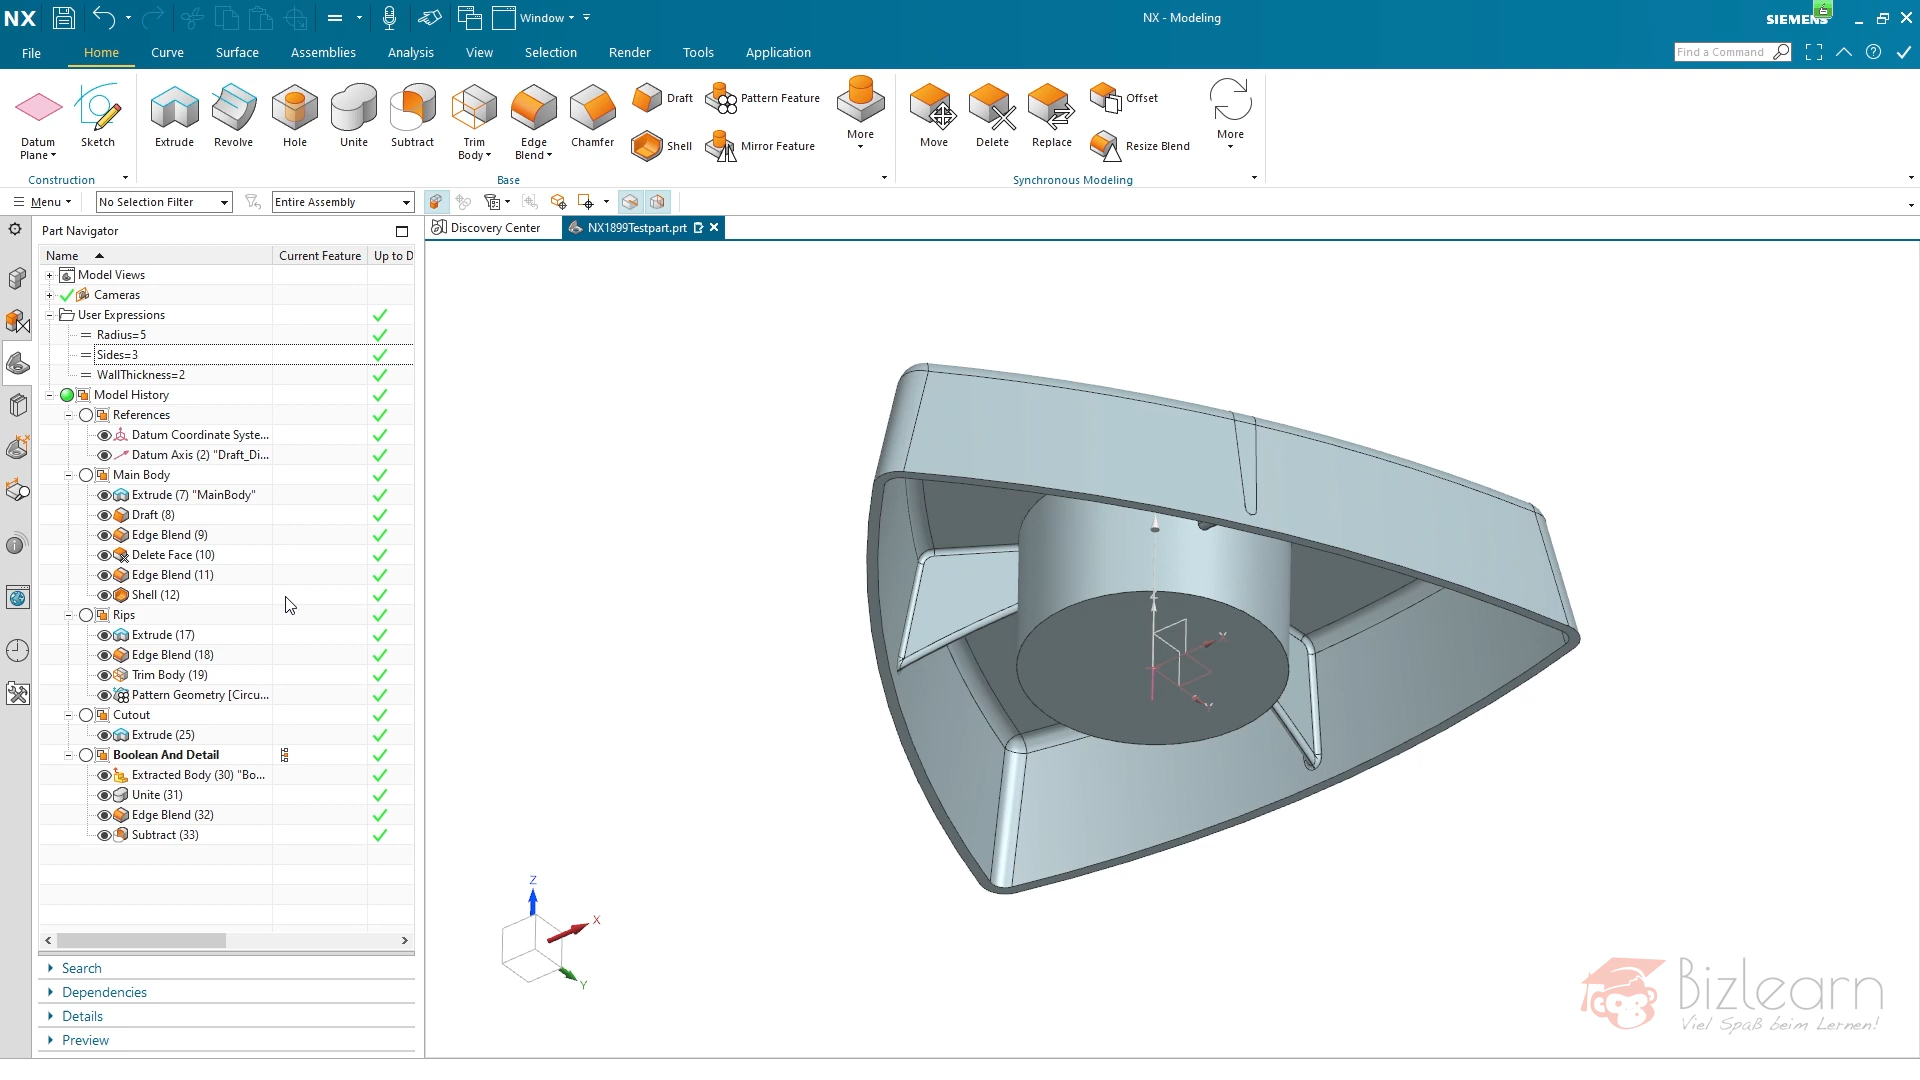 NX
Window
NX - Modeling
SIEMENS
File
Home
Curve
Surface
Assemblies
Analysis
View
Selection
Render
Tools
Application
Find a Command
Datum Plane
Sketch
Extrude
Revolve
Hole
Unite
Subtract
Trim Body
Edge Blend
Chamfer
Draft
Shell
Pattern Feature
Mirror Feature
More
Move
Delete
Replace
Offset
Resize Blend
More
Construction
Base
Synchronous Modeling
Menu
No Selection Filter
Entire Assembly
Part Navigator
Discovery Center
NX1899Testpart.prt
Name
Current Feature
Up to D
Model Views
Cameras
User Expressions
Radius=5
Sides=3
WallThickness=2
Model History
References
Datum Coordinate Syste...
Datum Axis (2) "Draft_Di...
Main Body
Extrude (7) "MainBody"
Draft (8)
Edge Blend (9)
Delete Face (10)
Edge Blend (11)
Shell (12)
Rips
Extrude (17)
Edge Blend (18)
Trim Body (19)
Pattern Geometry [Circu...
Cutout
Extrude (25)
Boolean And Detail
Extracted Body (30) "Bo...
Unite (31)
Edge Blend (32)
Subtract (33)
Search
Dependencies
Details
Preview
Z
X
Y
Bizlearn
Viel Spaß beim Lernen!